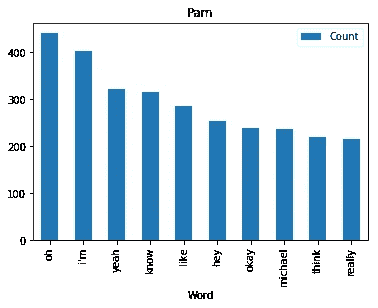 Pam
Count
400
300
200
100
0
oh
i'm
yeah
know
like
hey
okay
michael
think
really
Word